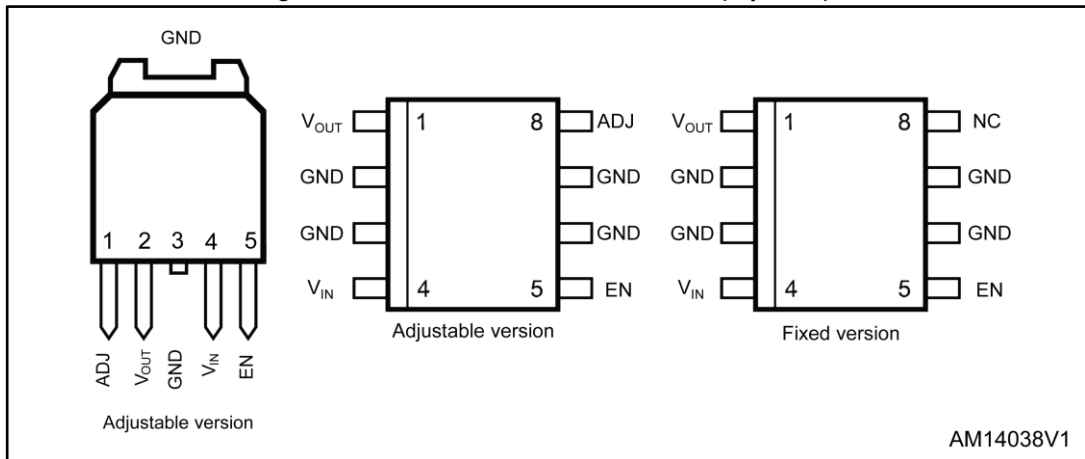 GND
1 2 3 4 5
ADJ
VOUT
GND
VIN
EN
Adjustable version
VOUT 1 8 ADJ
GND GND
GND GND
VIN 4 5 EN
Adjustable version
VOUT 1 8 NC
GND GND
GND GND
VIN 4 5 EN
Fixed version
AM14038V1